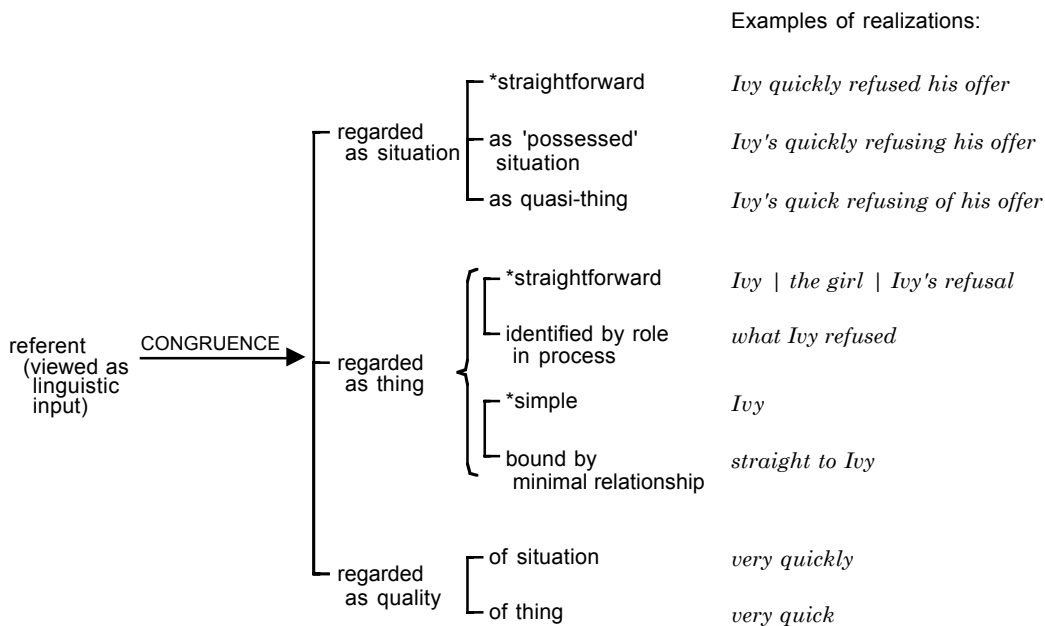 Examples of realizations:
*straightforward
Ivy quickly refused his offer
regarded
as situation
as 'possessed'
situation
Ivy's quickly refusing his offer
as quasi-thing
Ivy's quick refusing of his offer
*straightforward
Ivy | the girl | Ivy's refusal
identified by role
in process
what Ivy refused
referent
(viewed as
linguistic
input)
CONGRUENCE
regarded
as thing
*simple
Ivy
bound by
minimal relationship
straight to Ivy
regarded
as quality
of situation
very quickly
of thing
very quick